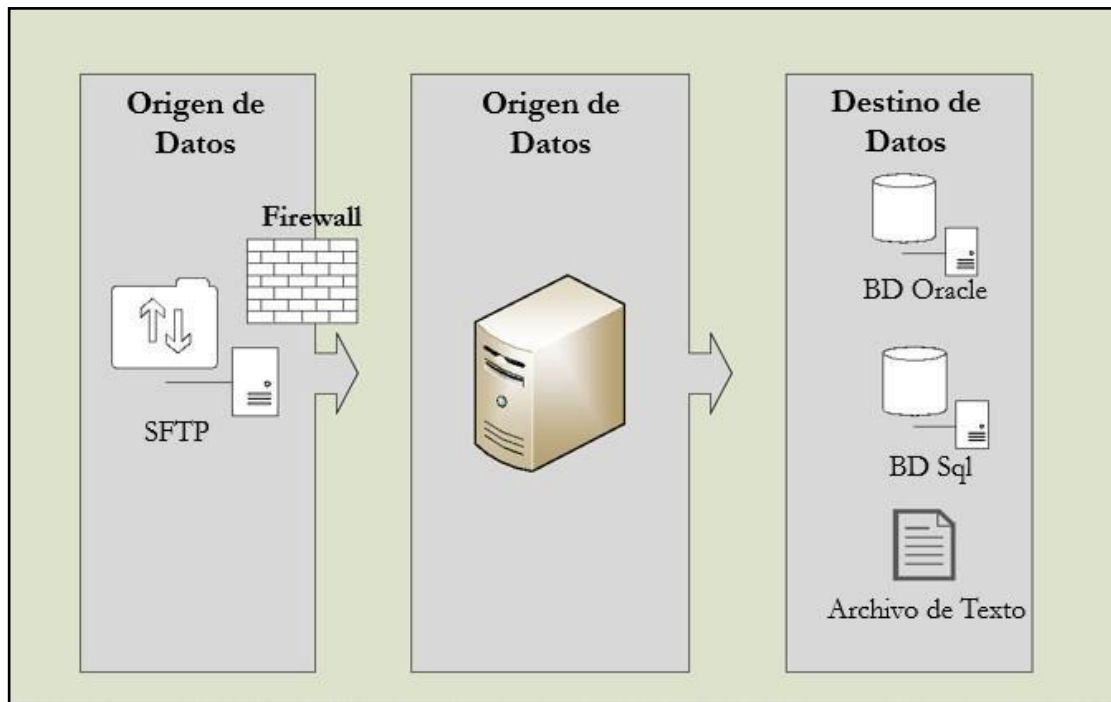 Origen de
Datos
Firewall
SFTP
Origen de
Datos
Destino de
Datos
BD Oracle
BD Sql
Archivo de Texto